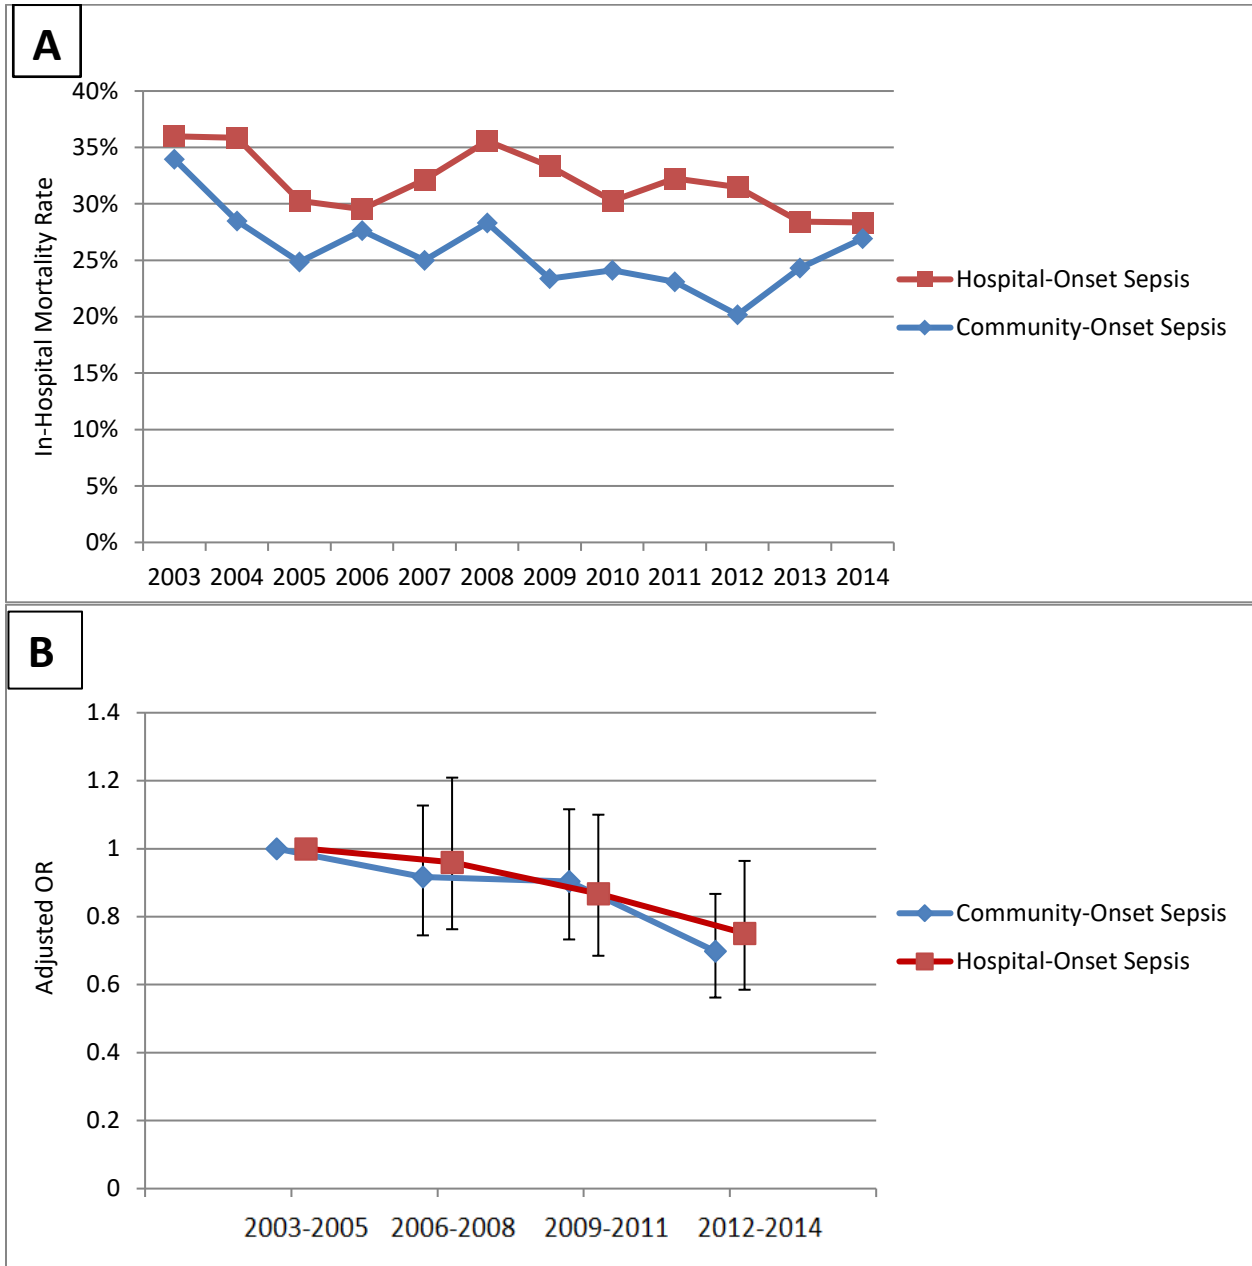 A
In-Hospital Mortality Rate
40%
35%
30%
25%
20%
15%
10%
5%
0%
2003 2004 2005 2006 2007 2008 2009 2010 2011 2012 2013 2014
Hospital-Onset Sepsis
Community-Onset Sepsis
B
Adjusted OR
1.4
1.2
1
0.8
0.6
0.4
0.2
0
2003-2005 2006-2008 2009-2011 2012-2014
Community-Onset Sepsis
Hospital-Onset Sepsis